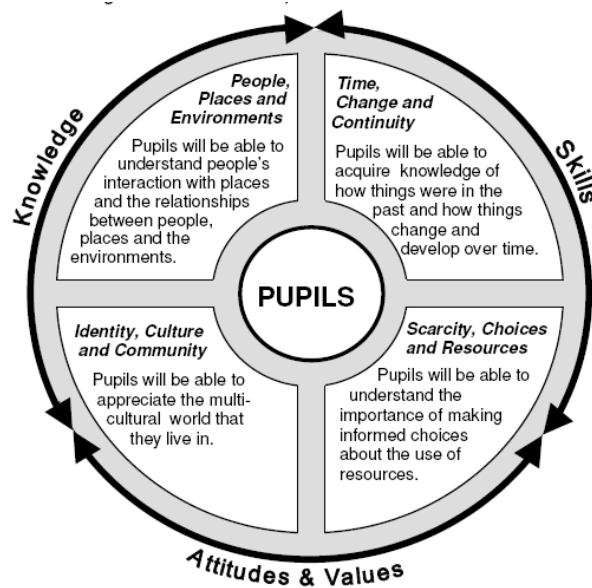 Knowledge
Skills
Attitudes & Values
People,
Places and
Environments
Pupils will be able to
understand people's
interaction with places
and the relationships
between people,
places and the
environments.
Time,
Change and
Continuity
Pupils will be able to
acquire knowledge of
how things were in the
past and how things
change and
develop over time.
PUPILS
Identity, Culture
and Community
Pupils will be able to
appreciate the multi-
cultural world that
they live in.
Scarcity, Choices
and Resources
Pupils will be able to
understand the
importance of making
informed choices
about the use of
resources.